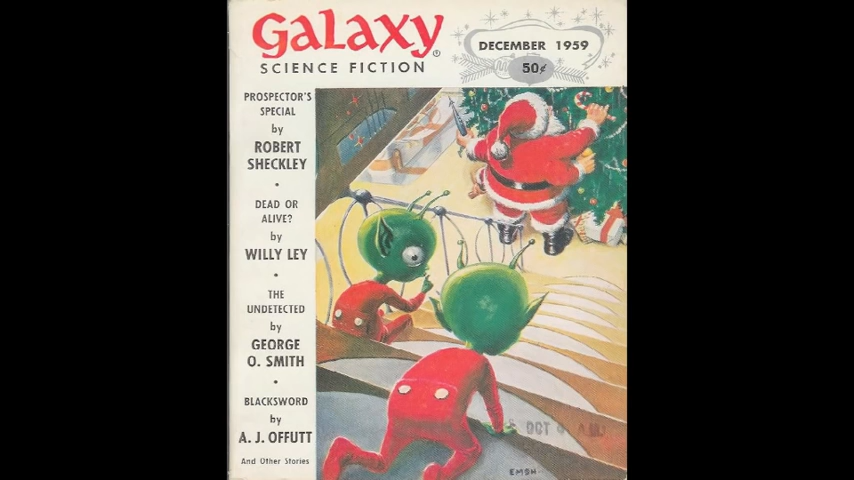 Galaxy®
SCIENCE FICTION
DECEMBER 1959
50¢
PROSPECTOR'S
SPECIAL
by
ROBERT
SHECKLEY
•
DEAD OR
ALIVE?
by
WILLY LEY
•
THE
UNDETECTED
by
GEORGE
O. SMITH
•
BLACKSWORD
by
A. J. OFFUTT
And Other Stories
OCT
EMSH